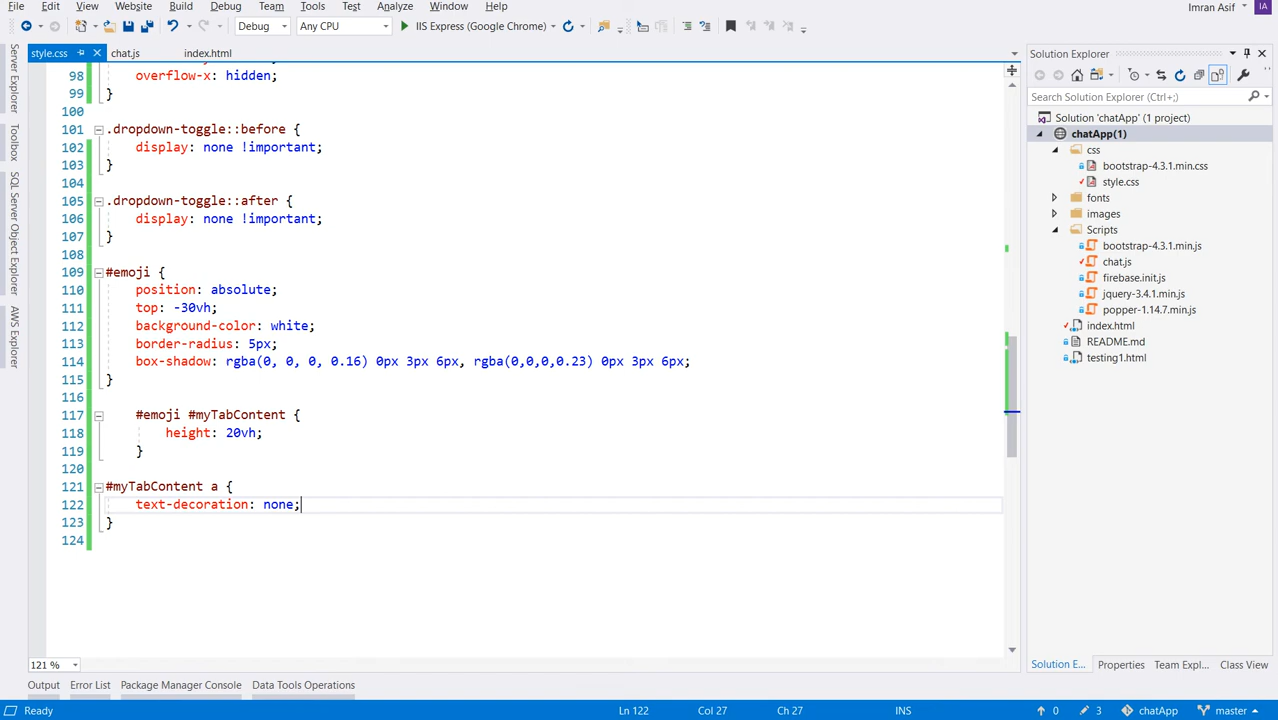 File Edit View Website Build Debug Team Tools Test Analyze Window Help
Imran Asif IA
Debug Any CPU IIS Express (Google Chrome)
style.css chat.js index.html
98 overflow-x: hidden;
99 }
100
101 .dropdown-toggle::before {
102 display: none !important;
103 }
104
105 .dropdown-toggle::after {
106 display: none !important;
107 }
108
109 #emoji {
110 position: absolute;
111 top: -30vh;
112 background-color: white;
113 border-radius: 5px;
114 box-shadow: rgba(0, 0, 0, 0.16) 0px 3px 6px, rgba(0,0,0,0.23) 0px 3px 6px;
115 }
116
117 #emoji #myTabContent {
118 height: 20vh;
119 }
120
121 #myTabContent a {
122 text-decoration: none;
123 }
124
121 %
Server Explorer
Toolbox
SQL Server Object Explorer
AWS Explorer
Solution Explorer
Search Solution Explorer (Ctrl+;)
Solution 'chatApp' (1 project)
chatApp(1)
css
bootstrap-4.3.1.min.css
style.css
fonts
images
Scripts
bootstrap-4.3.1.min.js
chat.js
firebase.init.js
jquery-3.4.1.min.js
popper-1.14.7.min.js
index.html
README.md
testing1.html
Solution E... Properties Team Expl... Class View
Output Error List Package Manager Console Data Tools Operations
Ready Ln 122 Col 27 Ch 27 INS 0 3 chatApp master